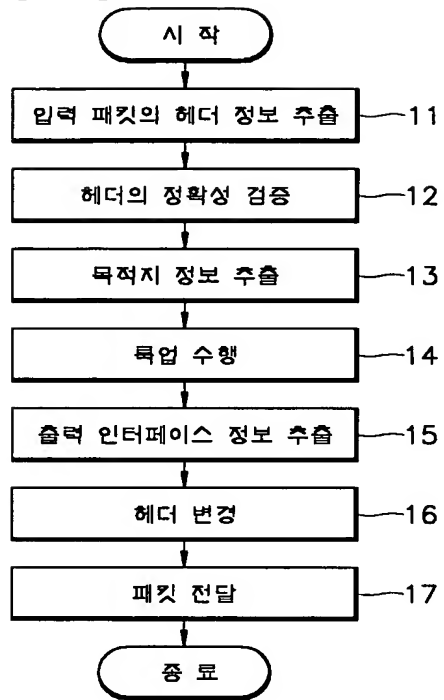 시 작
입력 패킷의 헤더 정보 추출 11
헤더의 정확성 검증 12
목적지 정보 추출 13
룩업 수행 14
출력 인터페이스 정보 추출 15
헤더 변경 16
패킷 전달 17
종 료